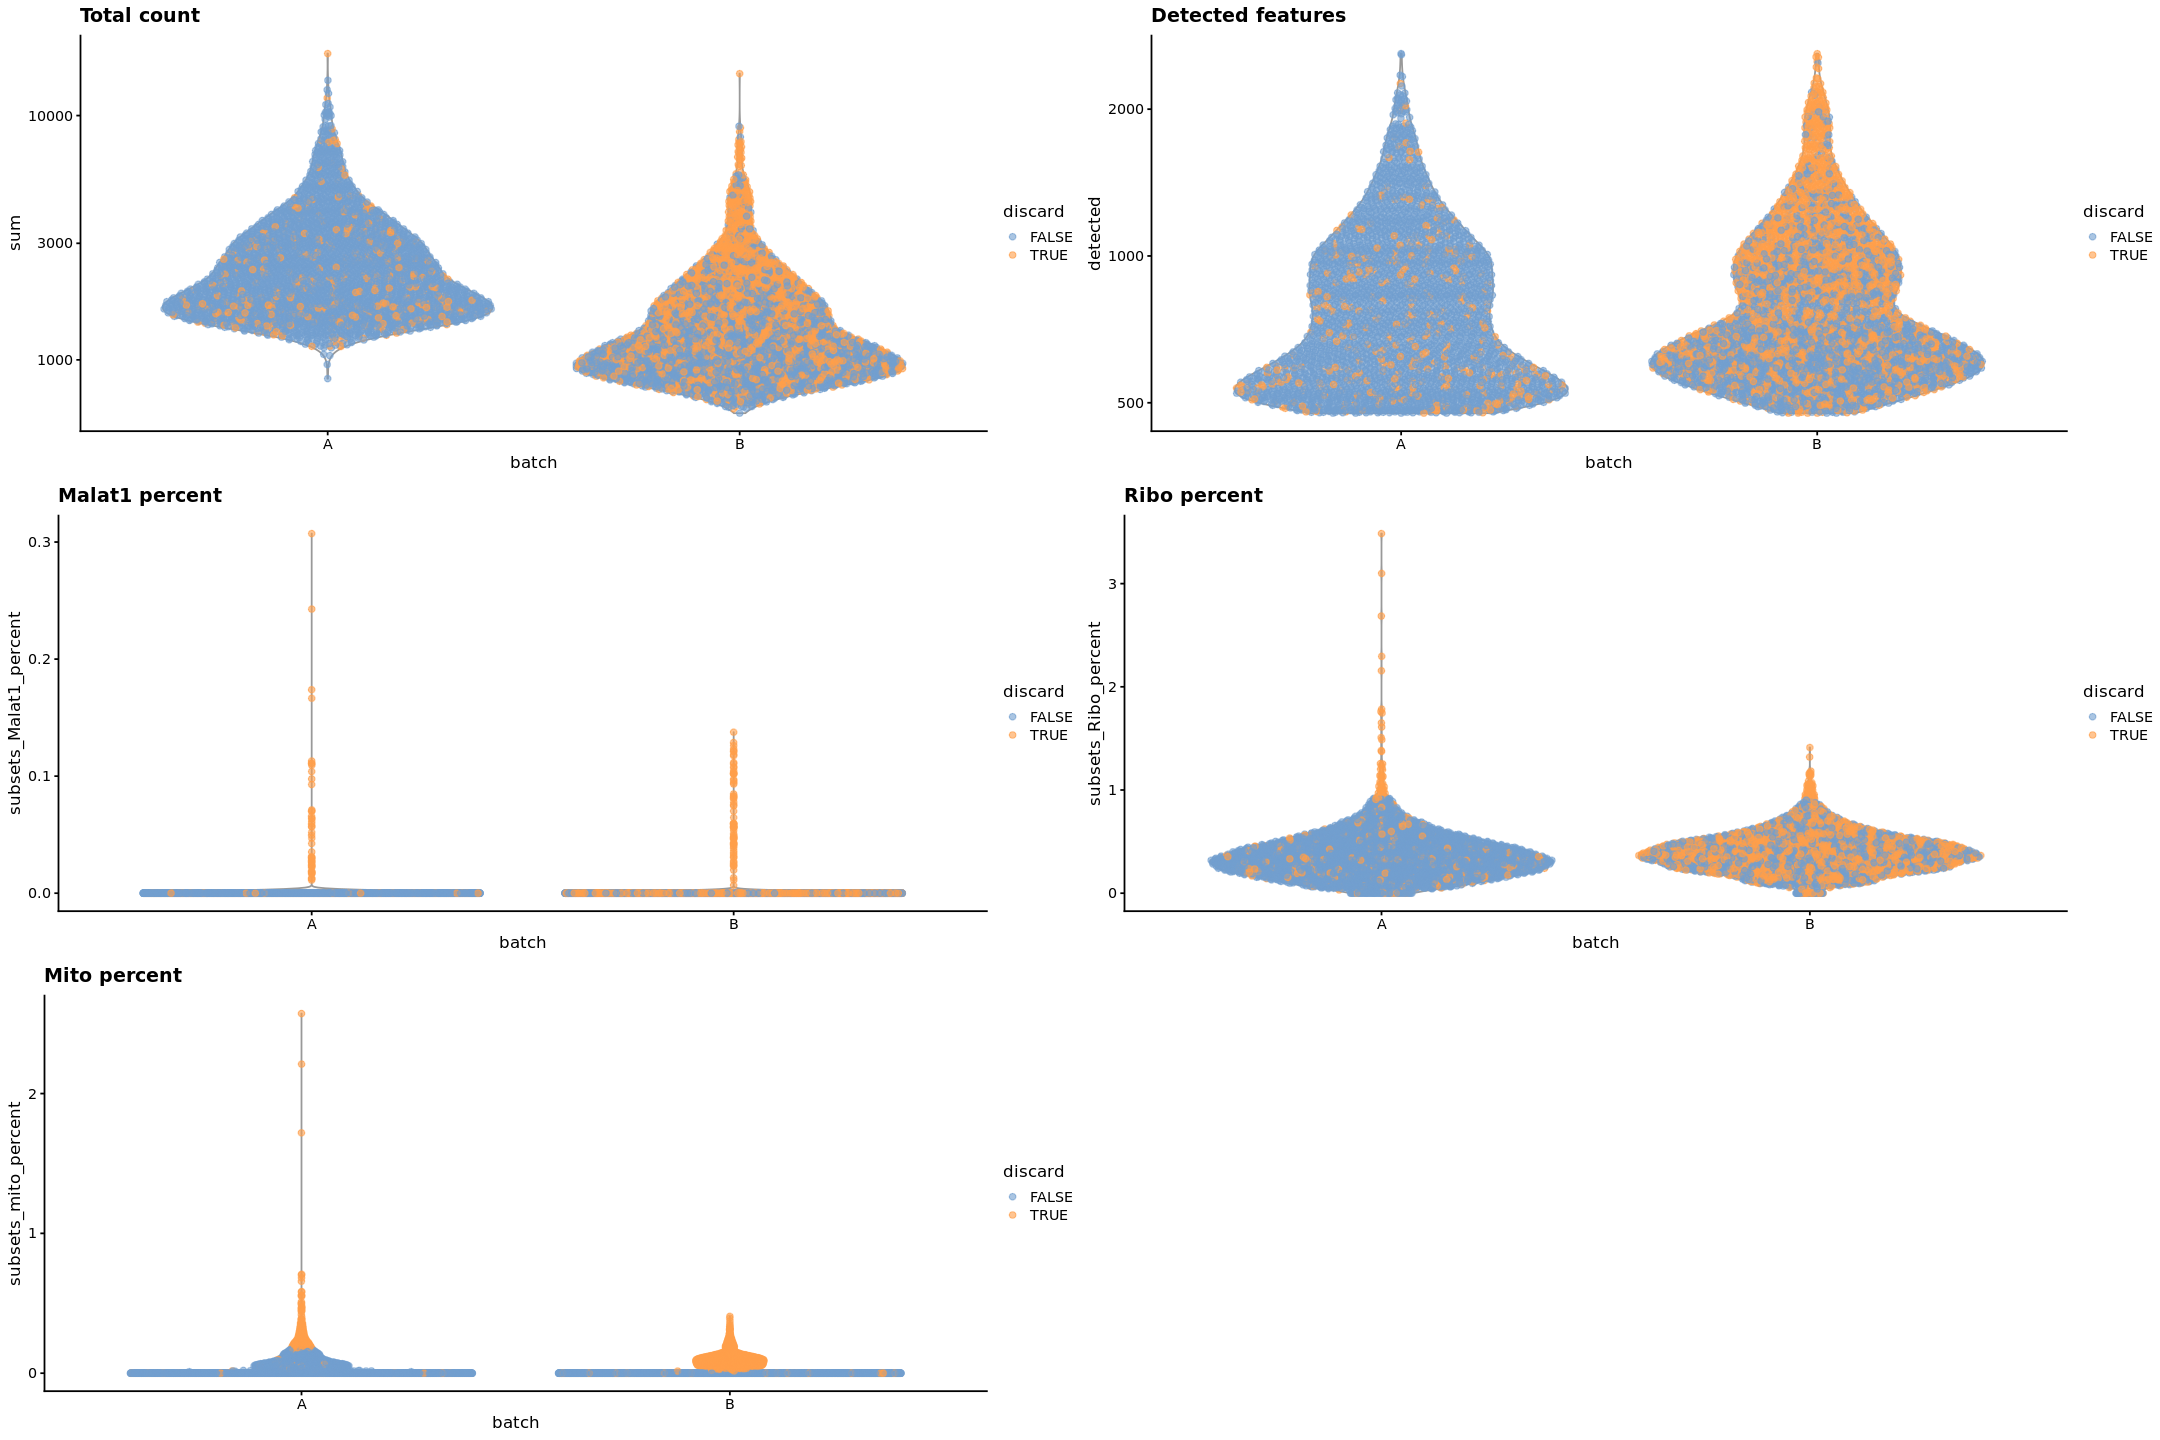 Total count
sum
10000
3000
1000
A
B
batch
discard
FALSE
TRUE
Detected features
detected
2000
1000
500
A
B
batch
discard
FALSE
TRUE
Malat1 percent
subsets_Malat1_percent
0.3
0.2
0.1
0.0
A
B
batch
discard
FALSE
TRUE
Ribo percent
subsets_Ribo_percent
3
2
1
0
A
B
batch
discard
FALSE
TRUE
Mito percent
subsets_mito_percent
2
1
0
A
B
batch
discard
FALSE
TRUE